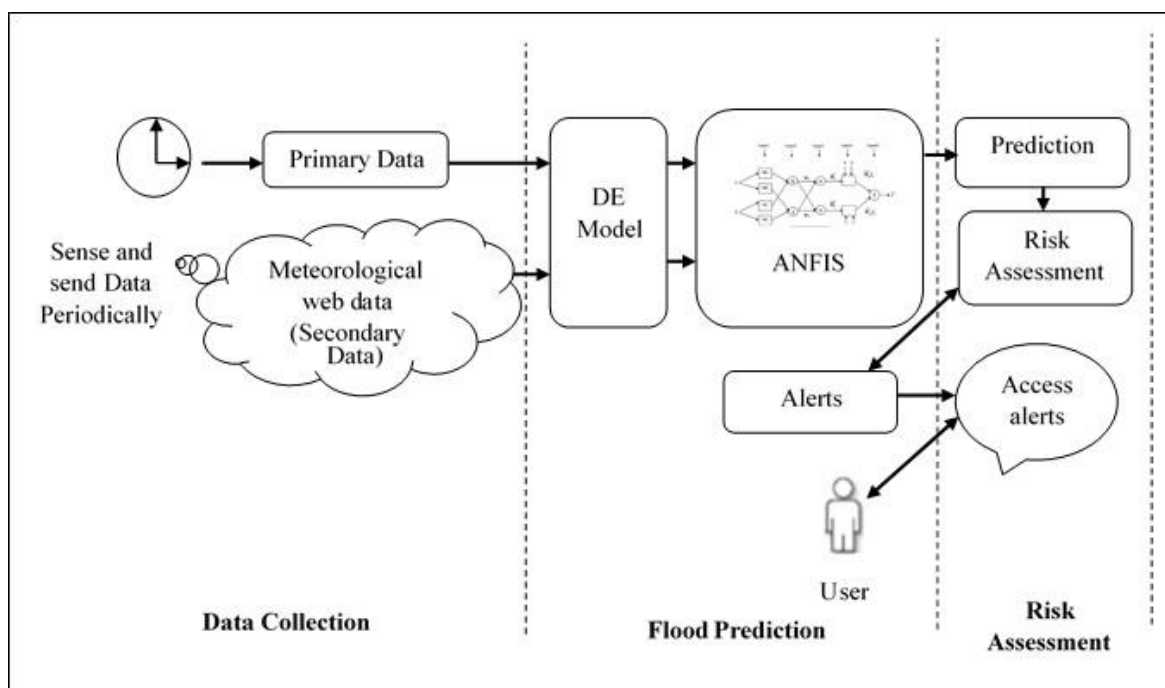 Primary Data
Sense and
send Data
Periodically
Meteorological
web data
(Secondary
Data)
DE
Model
ANFIS
Prediction
Risk
Assessment
Alerts
Access
alerts
User
Data Collection
Flood Prediction
Risk
Assessment